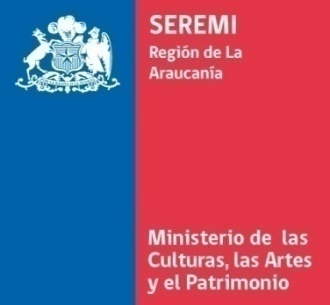 SEREMI
Región de La
Araucanía
Ministerio de las
Culturas, las Artes
y el Patrimonio